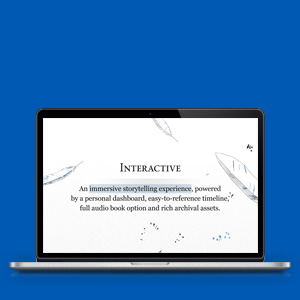 INTERACTIVE
An immersive storytelling experience, powered
by a personal dashboard, easy-to-reference timeline,
full audio book option and rich archival assets.